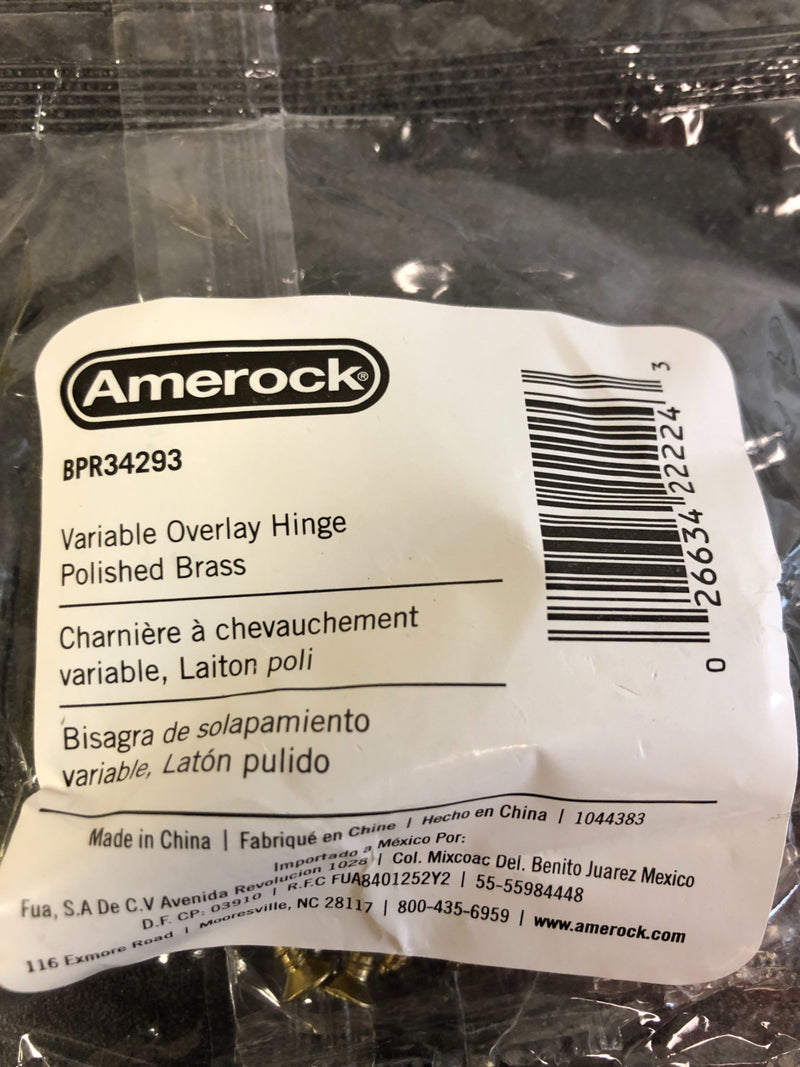 Amerock®
BPR34293
Variable Overlay Hinge
Polished Brass
Charnière à chevauchement
variable, Laiton poli
Bisagra de solapamiento
variable, Latón pulido
0 26634 22224 3
Made in China | Fabriqué en Chine | Hecho en China | 1044383
Importado a México Por:
Fua, S.A De C.V Avenida Revolucion 1028 | Col. Mixcoac Del. Benito Juarez Mexico
D.F. CP: 03910 | R.F.C FUA8401252Y2 | 55-55984448
116 Exmore Road | Mooresville, NC 28117 | 800-435-6959 | www.amerock.com